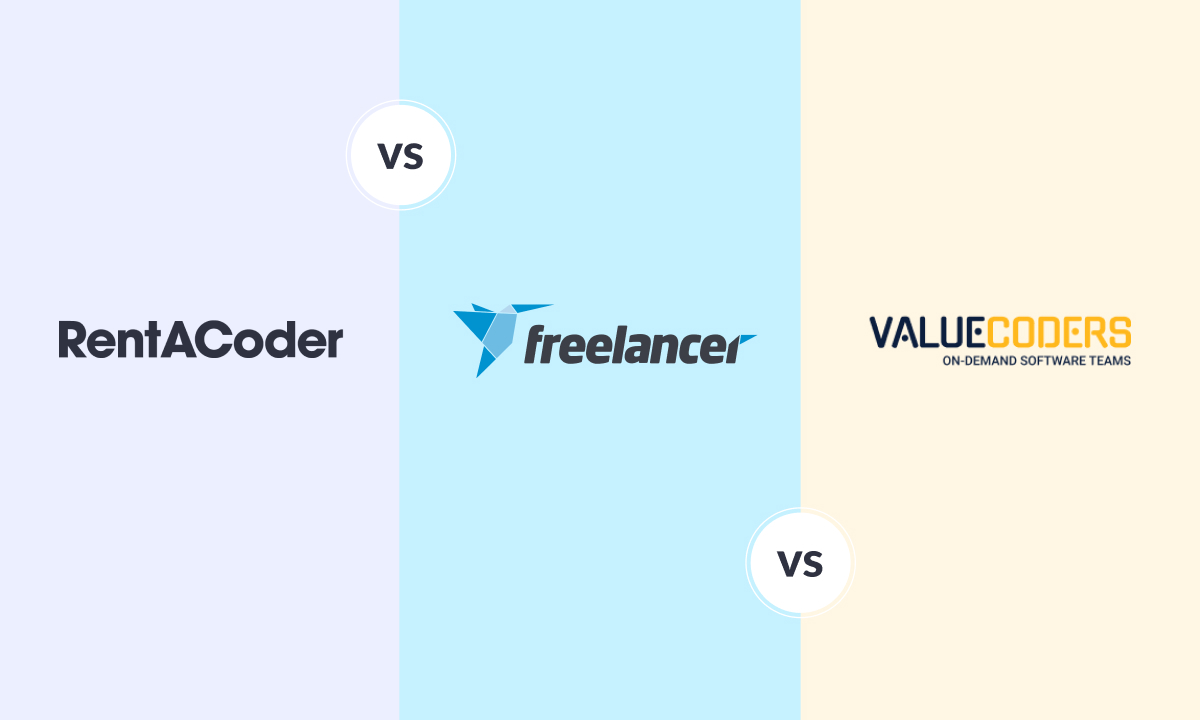 VS
RentACoder
freelancer
VALUECODERS
ON-DEMAND SOFTWARE TEAMS
VS